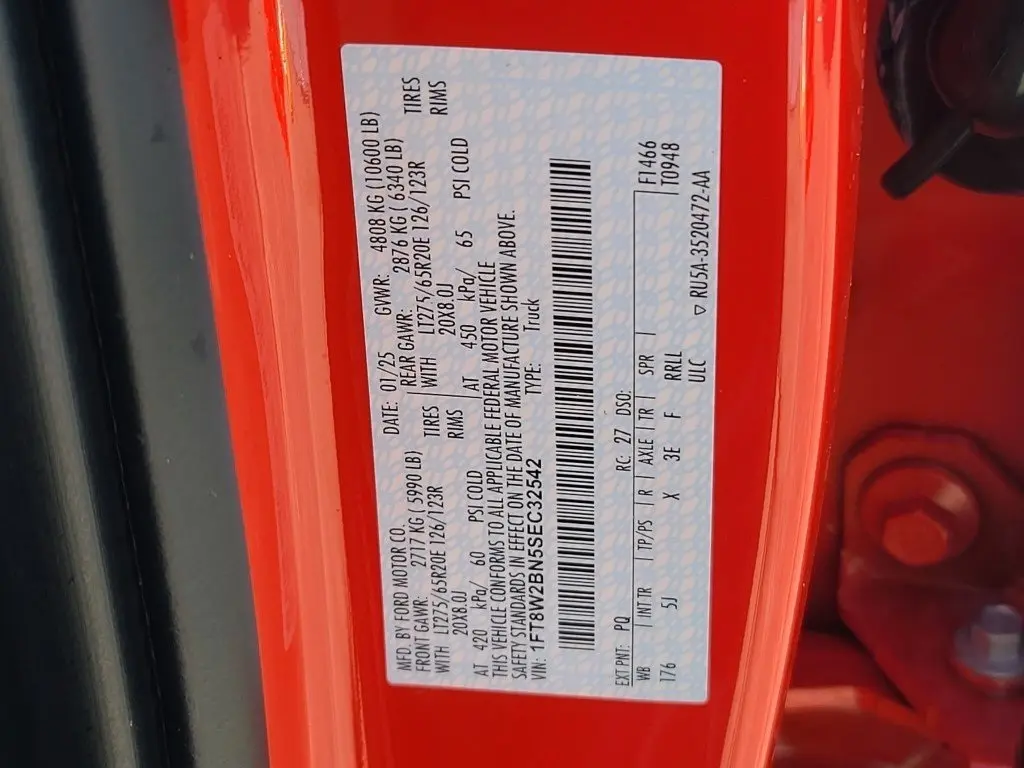 MFD. BY FORD MOTOR CO. DATE: 01/25 GVWR: 4808 KG (10600 LB)
FRONT GAWR: 2717 KG (5990 LB) REAR GAWR: 2876 KG (6340 LB)
WITH LT275/65R20E 126/123R TIRES WITH LT275/65R20E 126/123R TIRES
20X8.0J RIMS 20X8.0J RIMS
AT 420 kPa/ 60 PSI COLD AT 450 kPa/ 65 PSI COLD
THIS VEHICLE CONFORMS TO ALL APPLICABLE FEDERAL MOTOR VEHICLE
SAFETY STANDARDS IN EFFECT ON THE DATE OF MANUFACTURE SHOWN ABOVE.
VIN: 1FT8W2BN5SEC32542 TYPE: Truck
EXT PNT: PQ RC: 27 DSO:
WB INT TR TP/PS R AXLE TR SPR F1466
176 5J X 3E F RRLL T0948
ULC
RU5A-3520472-AA